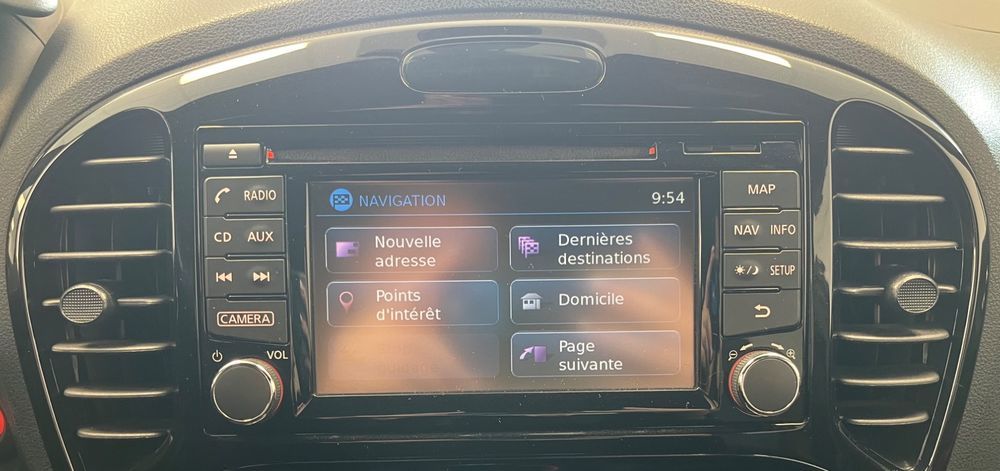 RADIO
CD AUX
CAMERA
VOL
NAVIGATION 9:54
Nouvelle
adresse
Dernières
destinations
Points
d'intérêt
Domicile
Page
suivante
MAP
NAV INFO
SETUP